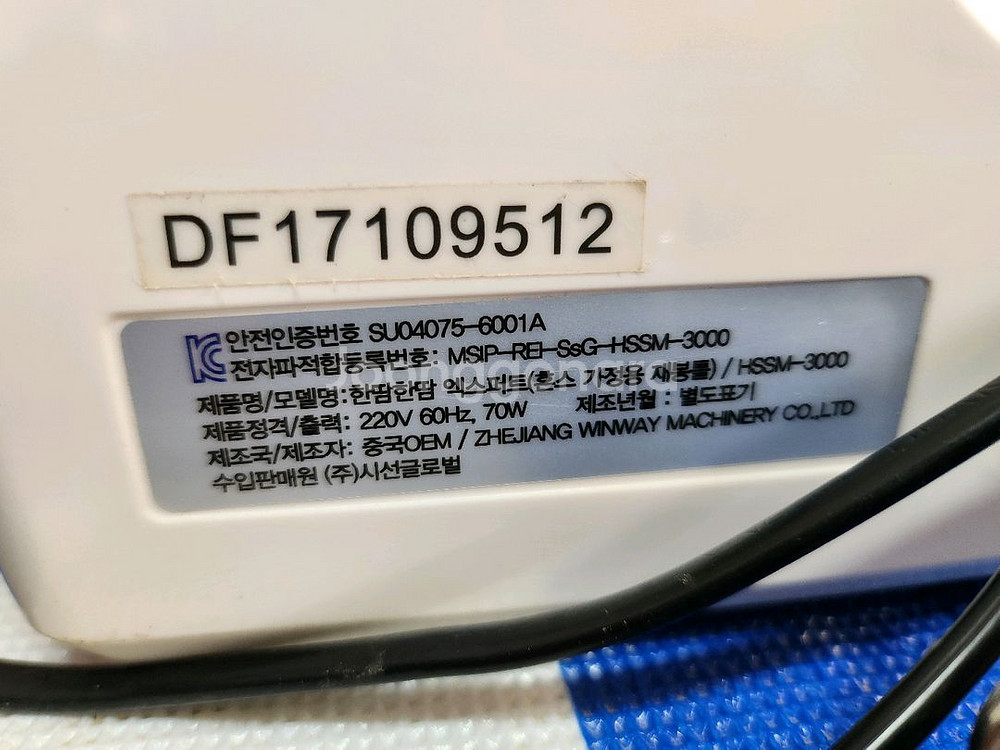 DF17109512
안전인증번호 SU04075-6001A
전자파적합등록번호: MSIP-REI-SsG-HSSM-3000
제품명/모델명:한땀한땀 엑스퍼트(혼스 가정용 재봉틀) / HSSM-3000
제품정격/출력: 220V 60Hz, 70W 제조년월 : 별도표기
제조국/제조자: 중국OEM / ZHEJIANG WINWAY MACHINERY CO.,LTD
수입판매원 (주)시선글로벌